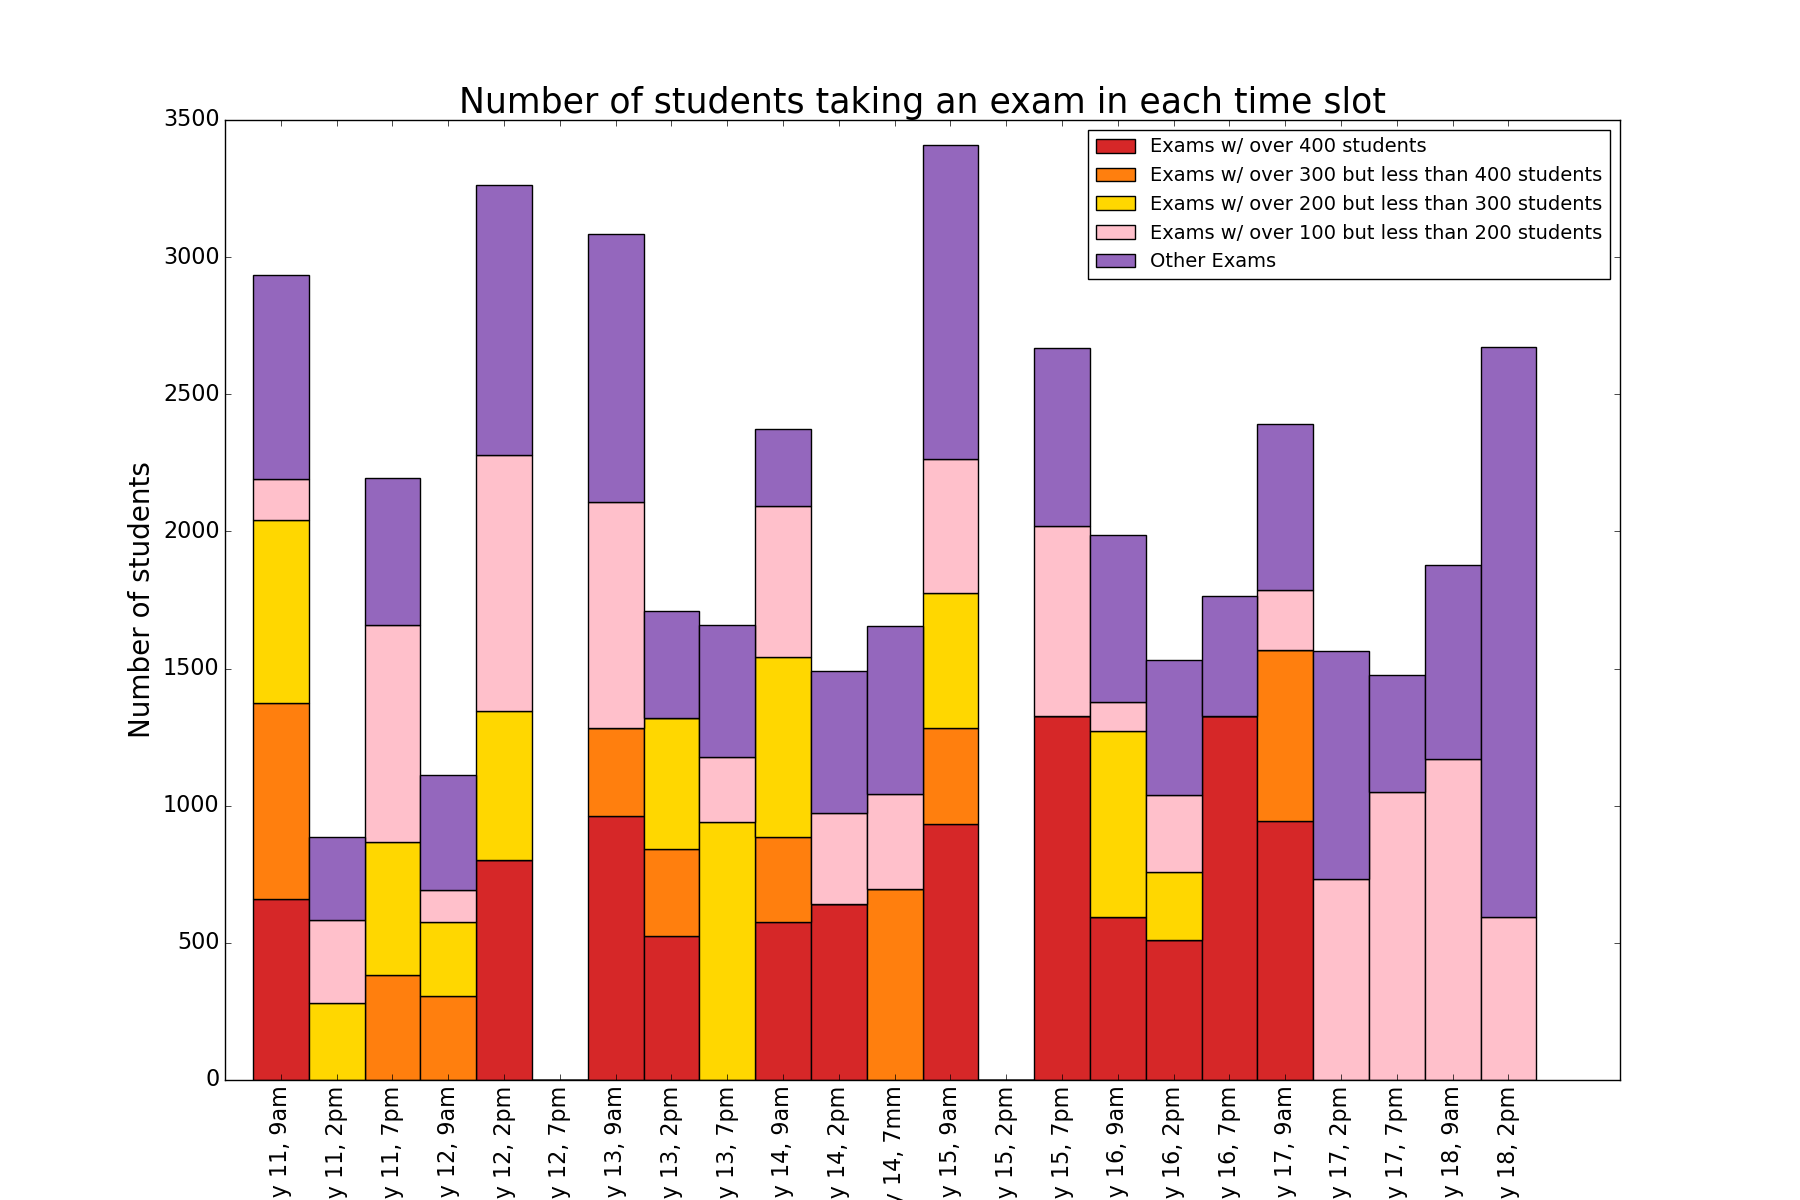 Number of students taking an exam in each time slot
3500
3000
2500
2000
1500
1000
500
0
Number of students
Exams w/ over 400 students
Exams w/ over 300 but less than 400 students
Exams w/ over 200 but less than 300 students
Exams w/ over 100 but less than 200 students
Other Exams
y 11, 9am
y 11, 2pm
y 11, 7pm
y 12, 9am
y 12, 2pm
y 12, 7pm
y 13, 9am
y 13, 2pm
y 13, 7pm
y 14, 9am
y 14, 2pm
y 14, 7mm
y 15, 9am
y 15, 2pm
y 15, 7pm
y 16, 9am
y 16, 2pm
y 16, 7pm
y 17, 9am
y 17, 2pm
y 17, 7pm
y 18, 9am
y 18, 2pm